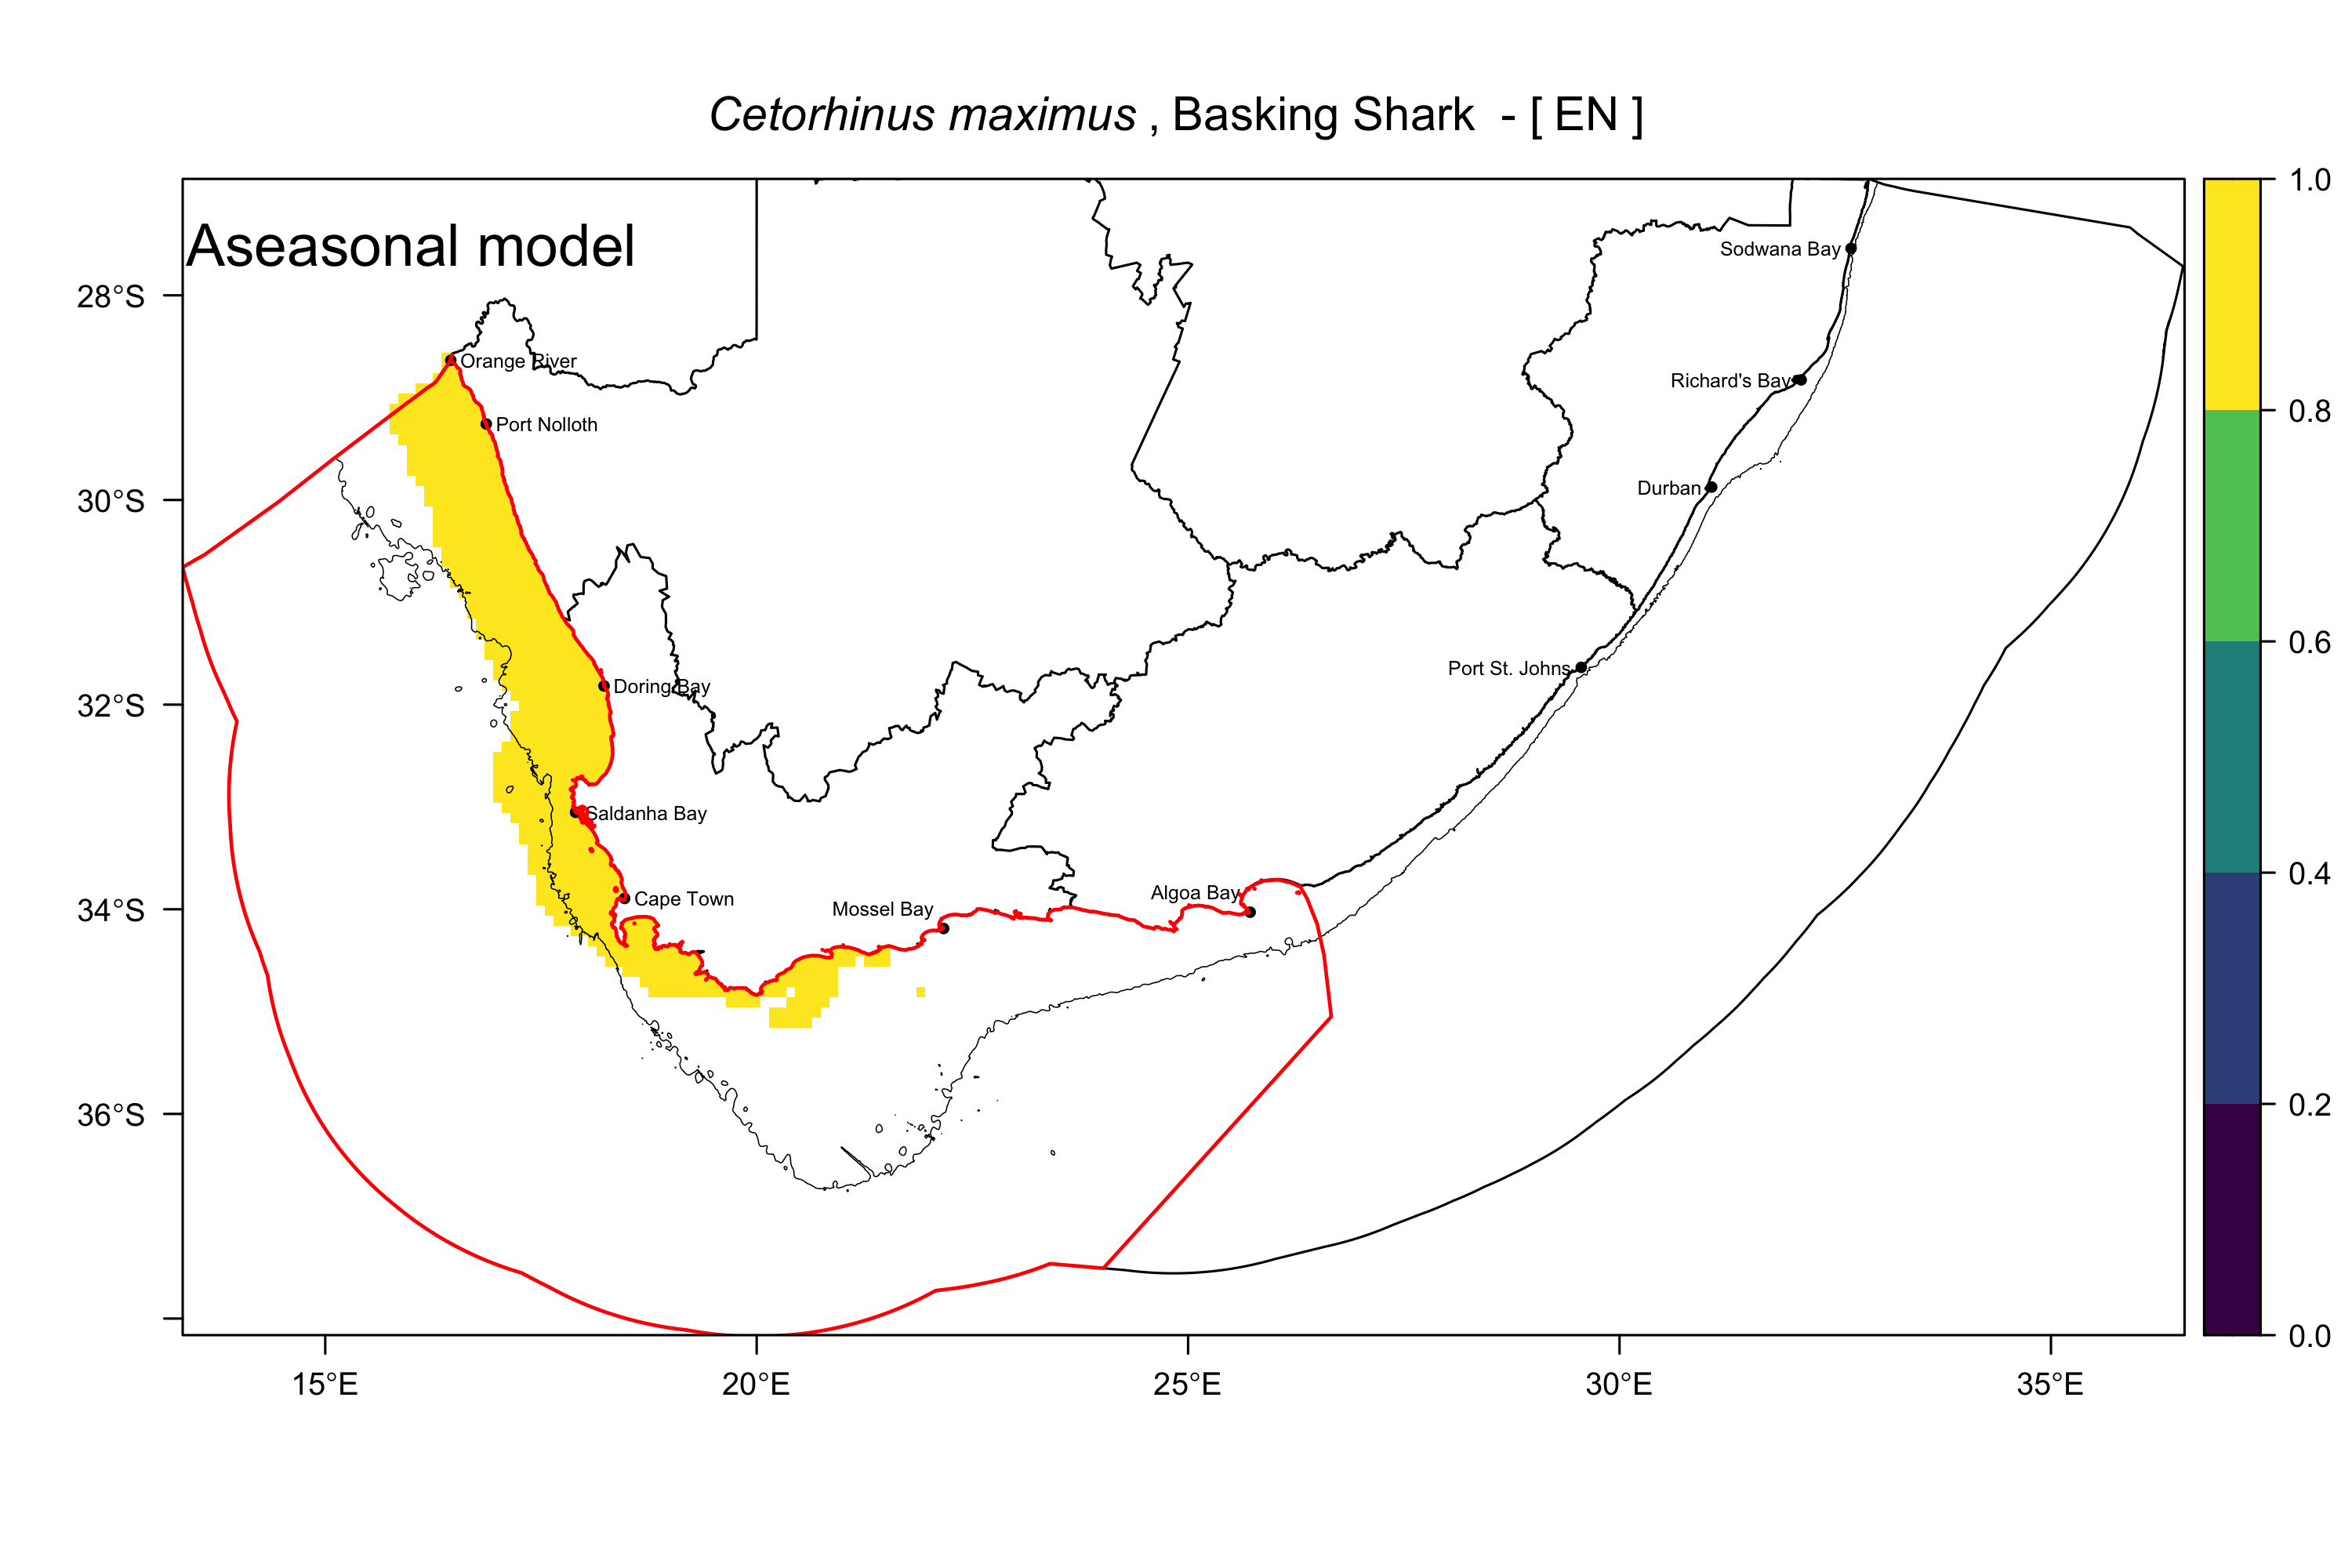 Cetorhinus maximus , Basking Shark - [ EN ]
Aseasonal model
1.0
0.8
0.6
0.4
0.2
0.0
28°S
30°S
32°S
34°S
36°S
Sodwana Bay
Orange River
Richard's Bay
Port Nolloth
Durban
Port St. Johns
Doring Bay
Saldanha Bay
Algoa Bay
Cape Town
Mossel Bay
15°E
20°E
25°E
30°E
35°E